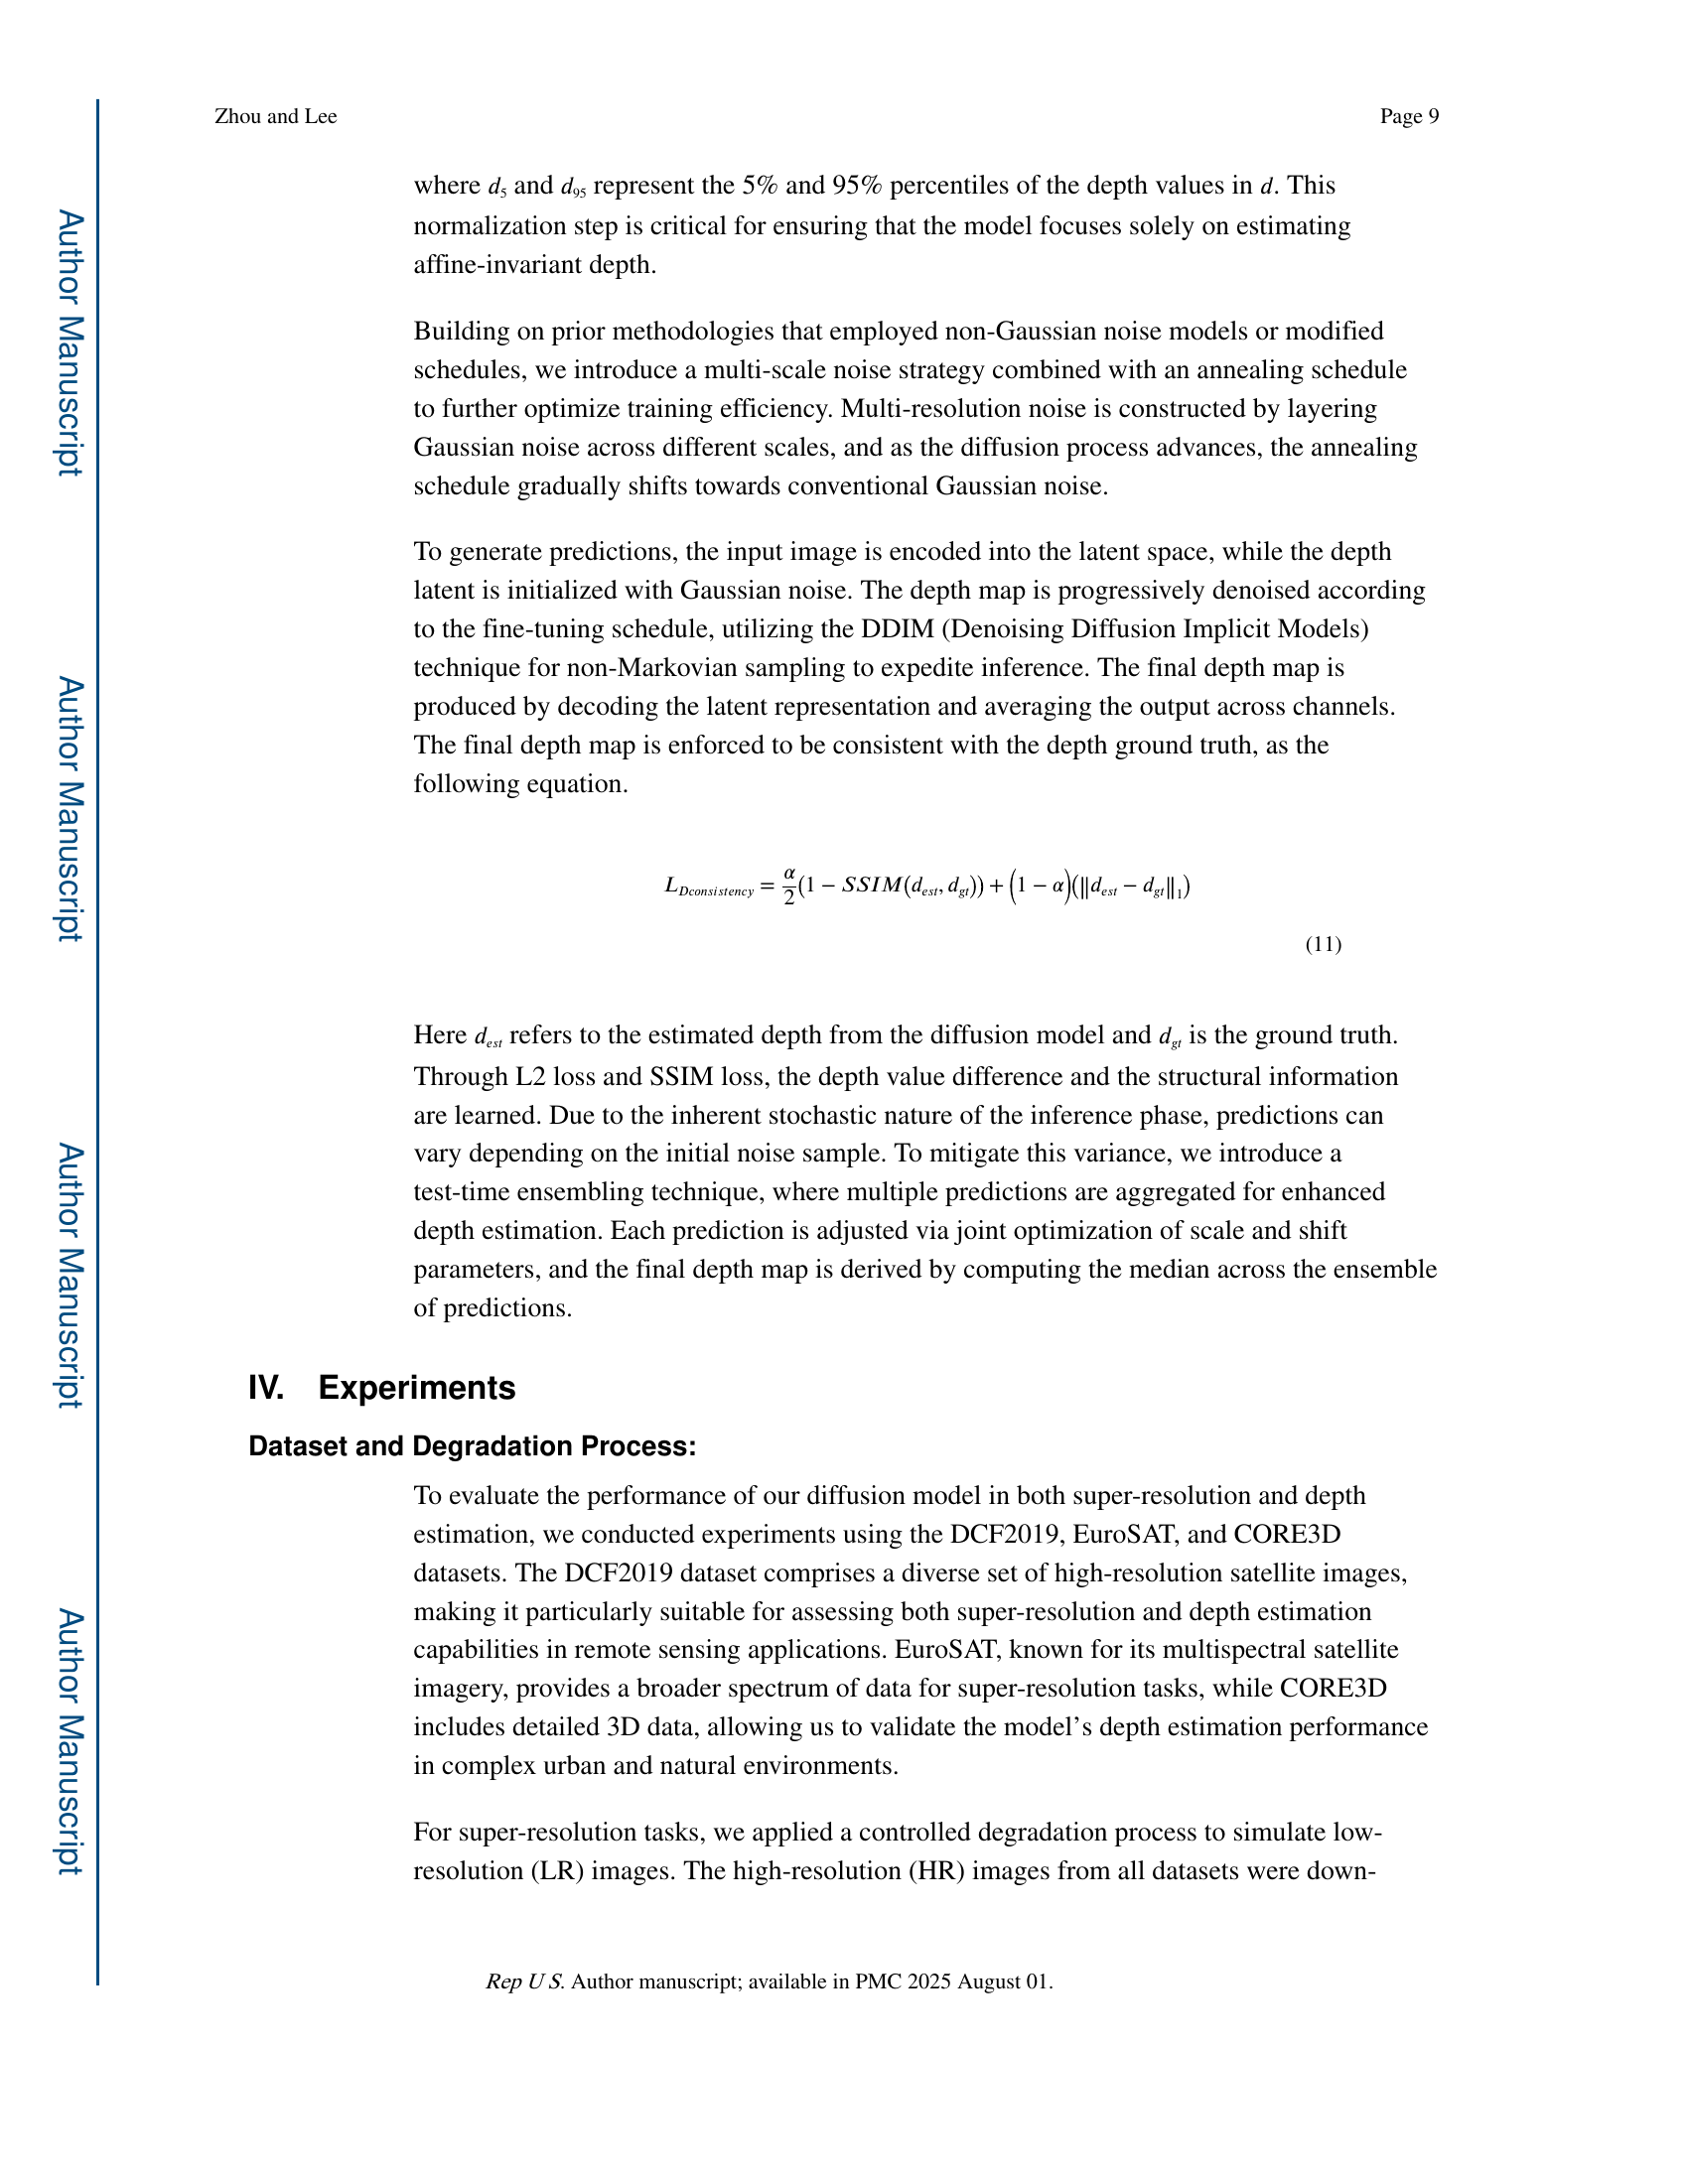 Zhou and Lee
Page 9
where d5 and d95 represent the 5% and 95% percentiles of the depth values in d. This
normalization step is critical for ensuring that the model focuses solely on estimating
affine-invariant depth.
Building on prior methodologies that employed non-Gaussian noise models or modified
schedules, we introduce a multi-scale noise strategy combined with an annealing schedule
to further optimize training efficiency. Multi-resolution noise is constructed by layering
Gaussian noise across different scales, and as the diffusion process advances, the annealing
schedule gradually shifts towards conventional Gaussian noise.
To generate predictions, the input image is encoded into the latent space, while the depth
latent is initialized with Gaussian noise. The depth map is progressively denoised according
to the fine-tuning schedule, utilizing the DDIM (Denoising Diffusion Implicit Models)
technique for non-Markovian sampling to expedite inference. The final depth map is
produced by decoding the latent representation and averaging the output across channels.
The final depth map is enforced to be consistent with the depth ground truth, as the
following equation.
L_{Dconsistency} = α/2 (1 − SSIM(d_{est}, d_{gt})) + (1 − α)(‖d_{est} − d_{gt}‖_1)
(11)
Here d_{est} refers to the estimated depth from the diffusion model and d_{gt} is the ground truth.
Through L2 loss and SSIM loss, the depth value difference and the structural information
are learned. Due to the inherent stochastic nature of the inference phase, predictions can
vary depending on the initial noise sample. To mitigate this variance, we introduce a
test-time ensembling technique, where multiple predictions are aggregated for enhanced
depth estimation. Each prediction is adjusted via joint optimization of scale and shift
parameters, and the final depth map is derived by computing the median across the ensemble
of predictions.
IV. Experiments
Dataset and Degradation Process:
To evaluate the performance of our diffusion model in both super-resolution and depth
estimation, we conducted experiments using the DCF2019, EuroSAT, and CORE3D
datasets. The DCF2019 dataset comprises a diverse set of high-resolution satellite images,
making it particularly suitable for assessing both super-resolution and depth estimation
capabilities in remote sensing applications. EuroSAT, known for its multispectral satellite
imagery, provides a broader spectrum of data for super-resolution tasks, while CORE3D
includes detailed 3D data, allowing us to validate the model’s depth estimation performance
in complex urban and natural environments.
For super-resolution tasks, we applied a controlled degradation process to simulate low-
resolution (LR) images. The high-resolution (HR) images from all datasets were down-
Rep U S. Author manuscript; available in PMC 2025 August 01.
Author Manuscript
Author Manuscript
Author Manuscript
Author Manuscript